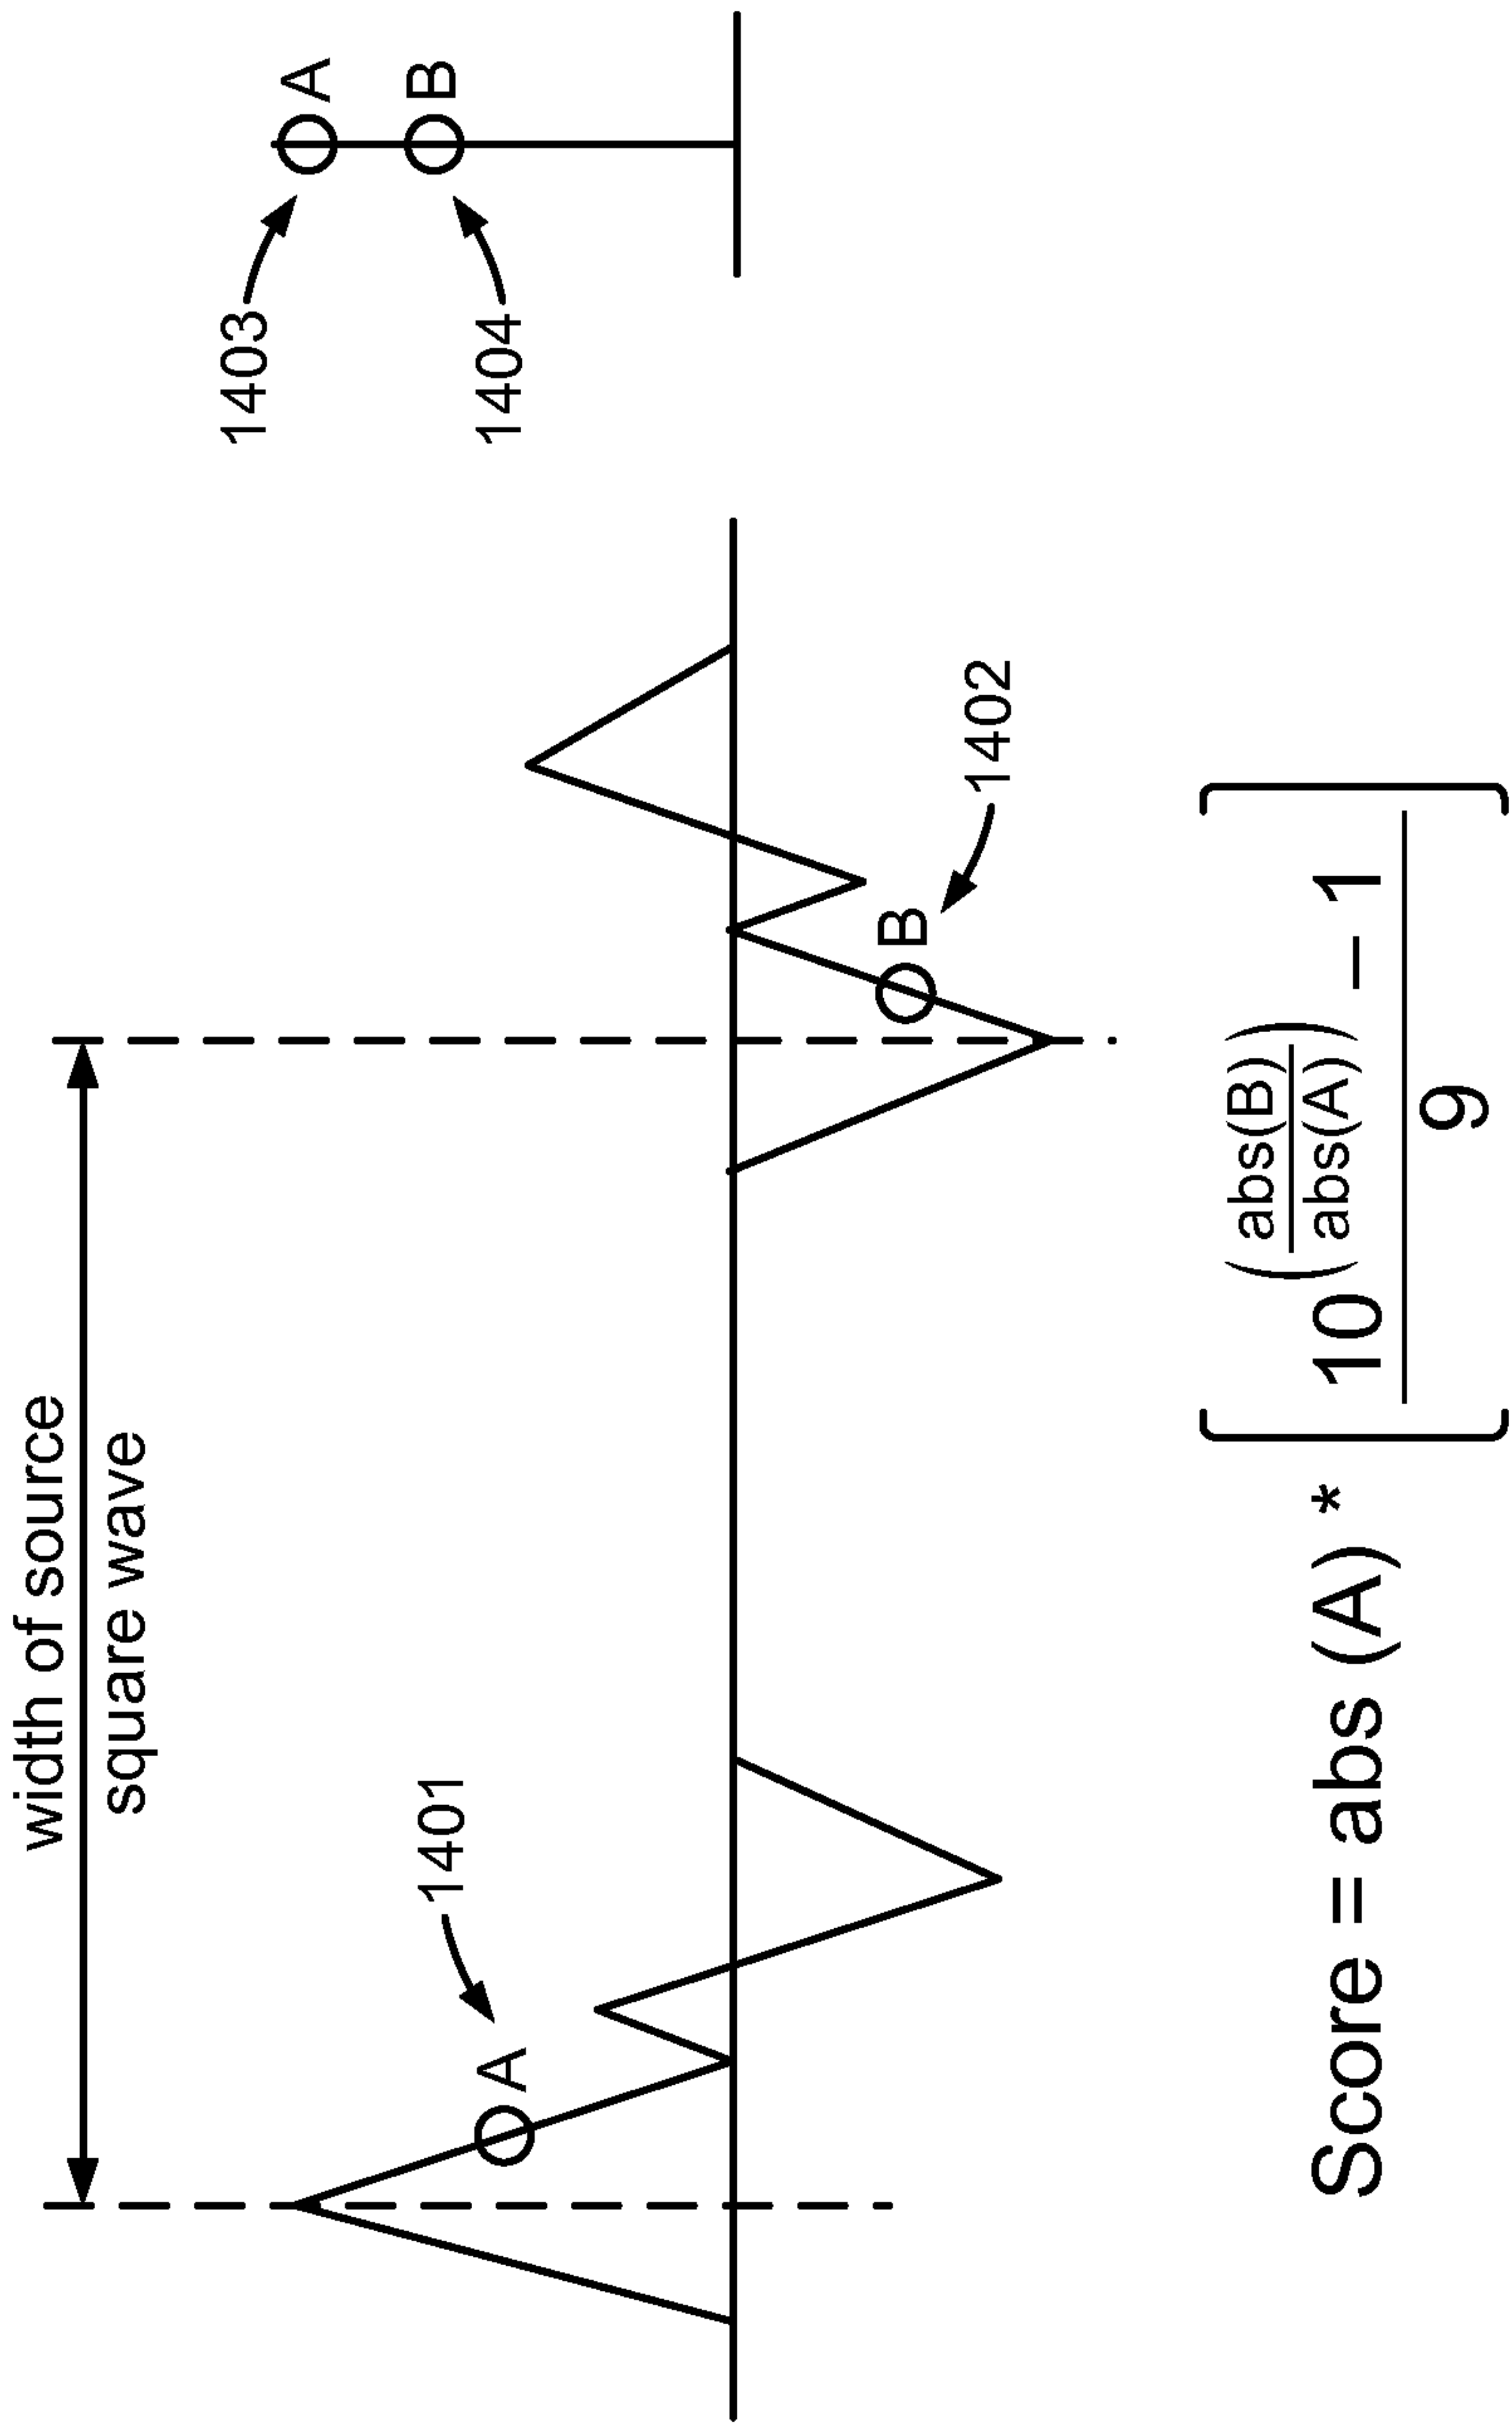 width of source
square wave
1401
A
B
1402
1403
A
1404
B
Score = abs (A) * [ 10 ^ ( abs(B) / abs(A) ) – 1 / 9 ]